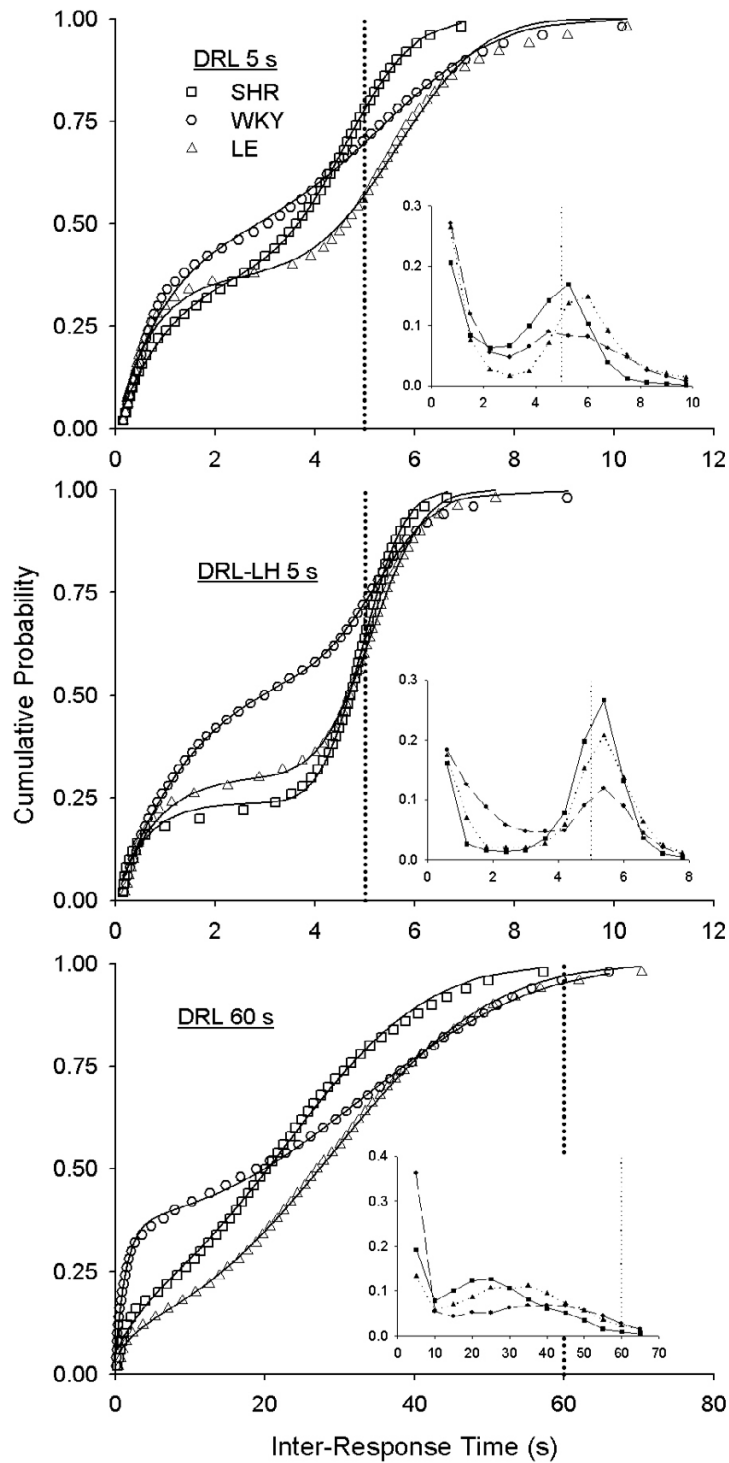 1.00
DRL 5 s
SHR
WKY
LE
0.75
0.50
0.25
0.00
0.3
0.2
0.1
0.0
0 2 4 6 8 10
0 2 4 6 8 10 12
1.00
DRL-LH 5 s
0.75
0.50
0.25
0.00
0.3
0.2
0.1
0.0
0 2 4 6 8
0 2 4 6 8 10 12
Cumulative Probability
1.00
DRL 60 s
0.75
0.50
0.25
0.00
0.4
0.3
0.2
0.1
0.0
0 10 20 30 40 50 60 70
0 20 40 60 80
Inter-Response Time (s)